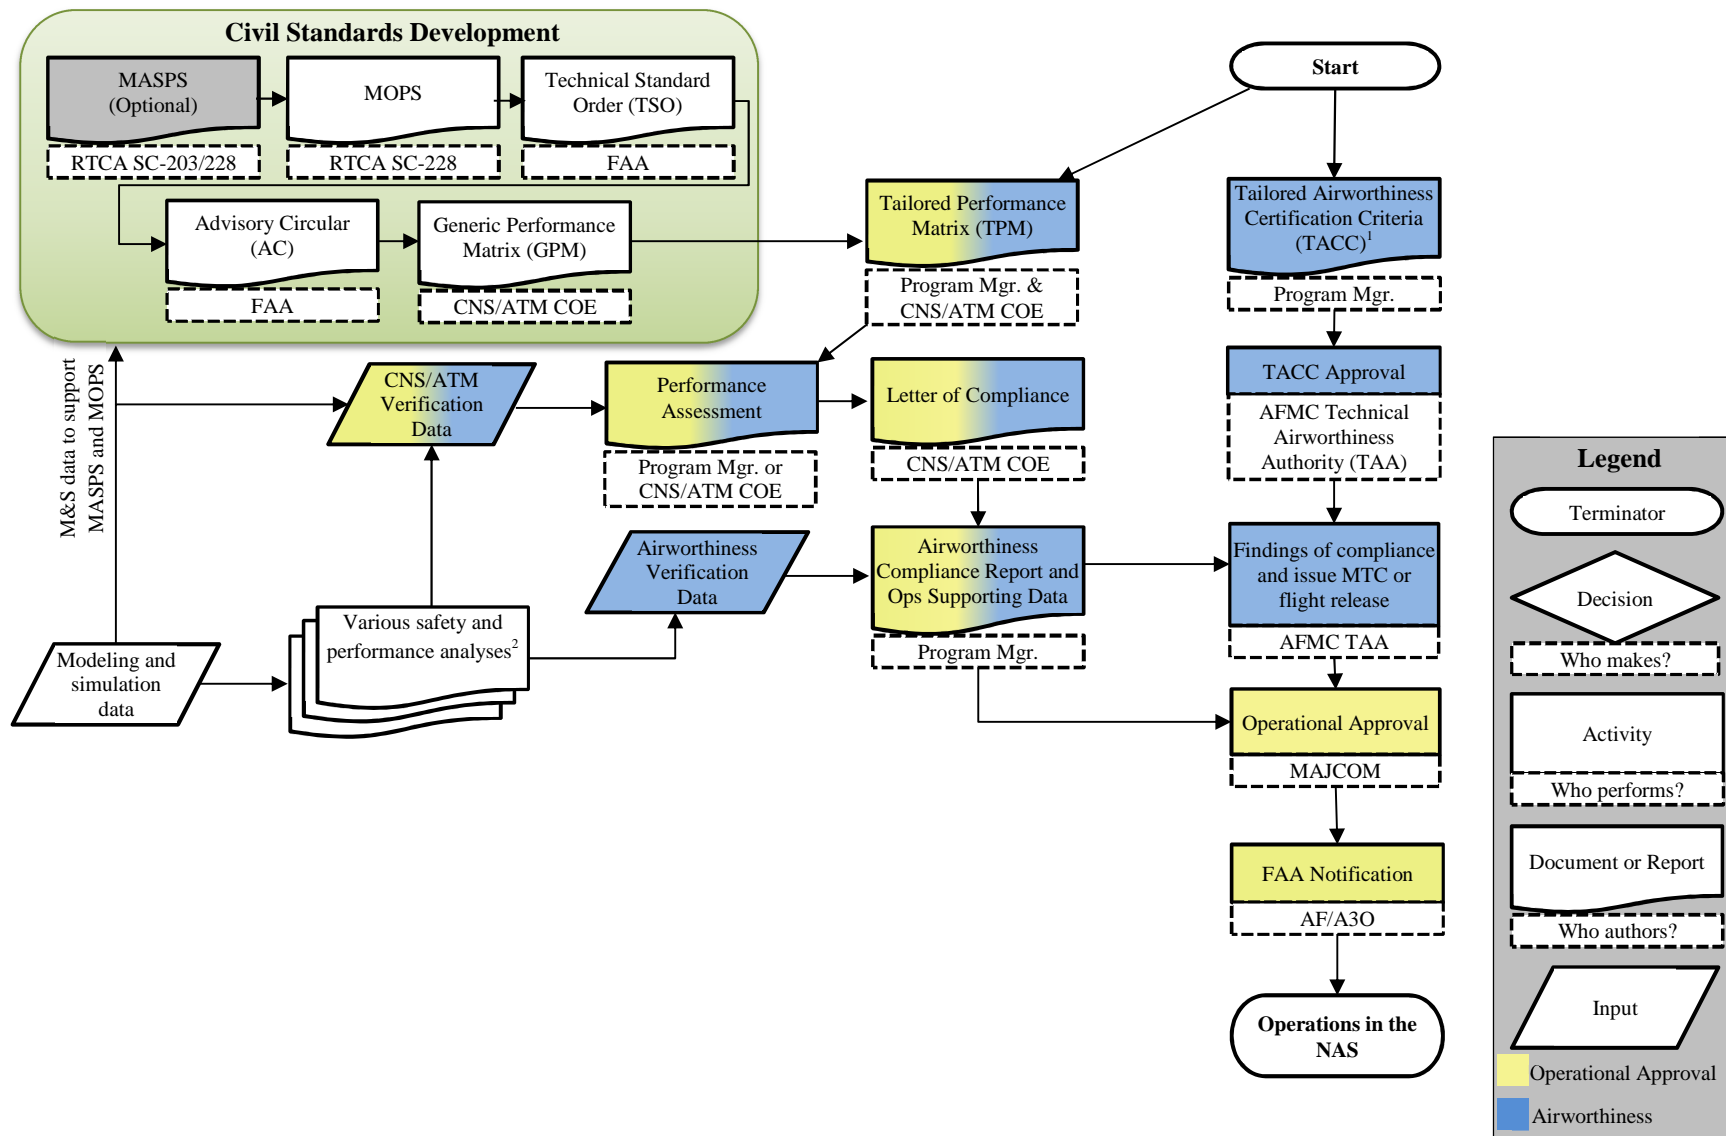 Civil Standards Development
MASPS
(Optional)
RTCA SC-203/228
MOPS
RTCA SC-228
Technical Standard
Order (TSO)
FAA
Advisory Circular
(AC)
FAA
Generic Performance
Matrix (GPM)
CNS/ATM COE
Start
Tailored Performance
Matrix (TPM)
Program Mgr. &
CNS/ATM COE
Tailored Airworthiness
Certification Criteria
(TACC)1
Program Mgr.
M&S data to support
MASPS and MOPS
CNS/ATM
Verification
Data
Performance
Assessment
Program Mgr. or
CNS/ATM COE
Letter of Compliance
CNS/ATM COE
TACC Approval
AFMC Technical
Airworthiness
Authority (TAA)
Airworthiness
Verification
Data
Airworthiness
Compliance Report and
Ops Supporting Data
Program Mgr.
Findings of compliance
and issue MTC or
flight release
AFMC TAA
Modeling and
simulation
data
Various safety and
performance analyses2
Operational Approval
MAJCOM
FAA Notification
AF/A3O
Operations in the
NAS
Legend
Terminator
Decision
Who makes?
Activity
Who performs?
Document or Report
Who authors?
Input
Operational Approval
Airworthiness